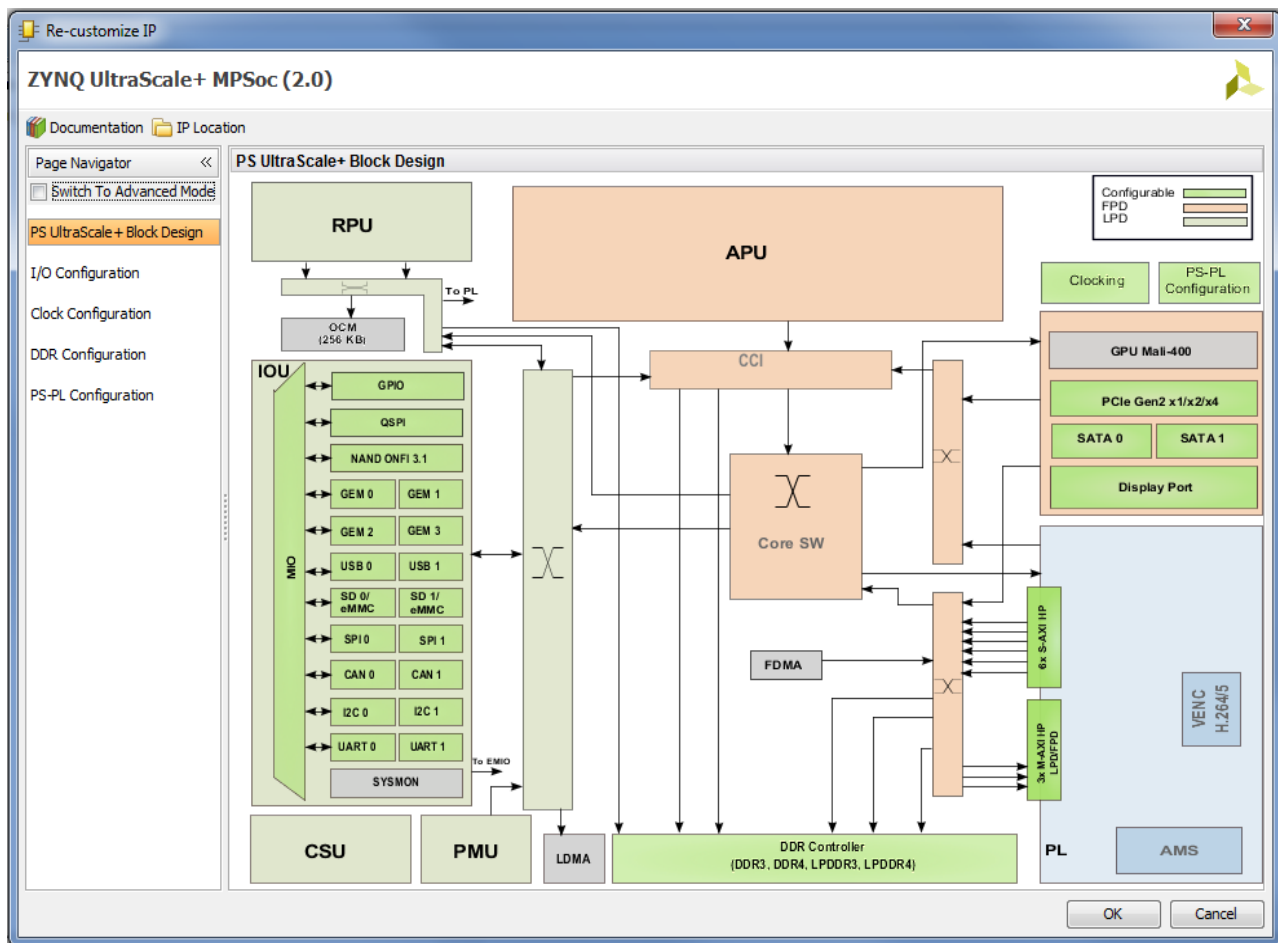 Re-customize IP
ZYNQ UltraScale+ MPSoc (2.0)
Documentation IP Location
Page Navigator
Switch To Advanced Mode
PS UltraScale+ Block Design
I/O Configuration
Clock Configuration
DDR Configuration
PS-PL Configuration
PS UltraScale+ Block Design
Configurable
FPD
LPD
RPU
APU
Clocking
PS-PL
Configuration
To PL
OCM
(256 KB)
CCI
GPU Mali-400
PCIe Gen2 x1/x2/x4
SATA 0
SATA 1
Display Port
IOU
MIO
GPIO
QSPI
NAND ONFI 3.1
GEM 0
GEM 1
GEM 2
GEM 3
USB 0
USB 1
SD 0/
eMMC
SD 1/
eMMC
SPI 0
SPI 1
CAN 0
CAN 1
I2C 0
I2C 1
UART 0
UART 1
SYSMON
To EMIO
Core SW
FDMA
6x S-AXI HP
3x M-AXI HP
LPD/FPD
VENC
H.264/5
CSU
PMU
LDMA
DDR Controller
(DDR3, DDR4, LPDDR3, LPDDR4)
PL
AMS
OK
Cancel